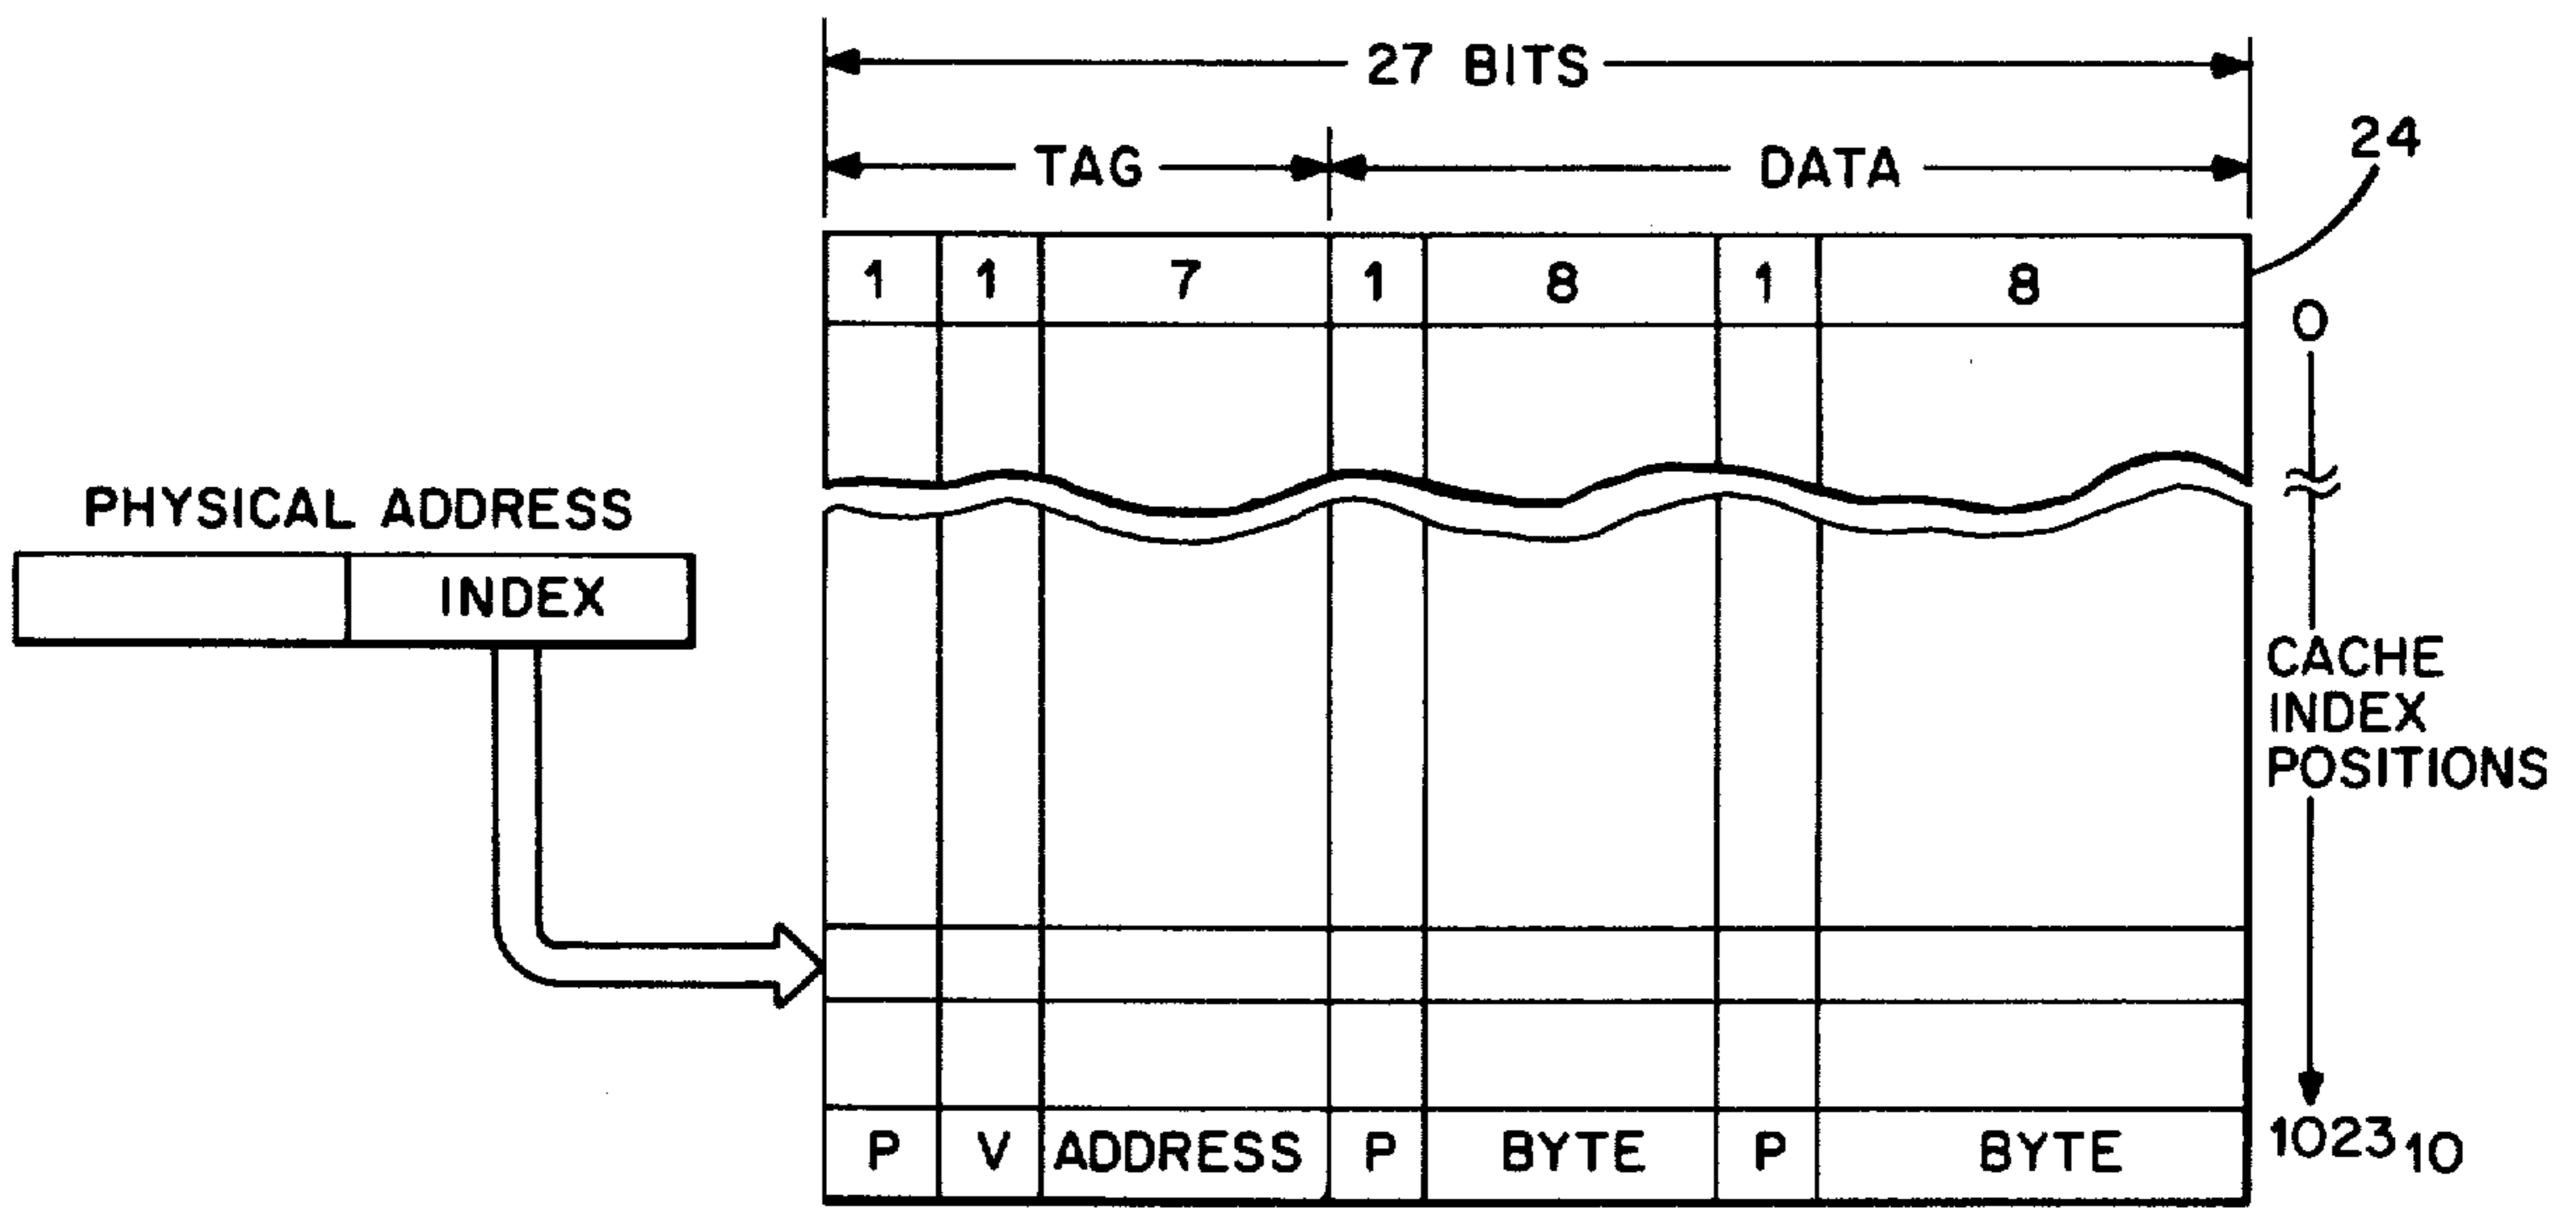 27 BITS
TAG
DATA
24
1 1 7 1 8 1 8
0
PHYSICAL ADDRESS
INDEX
CACHE
INDEX
POSITIONS
P V ADDRESS P BYTE P BYTE
1023₁₀